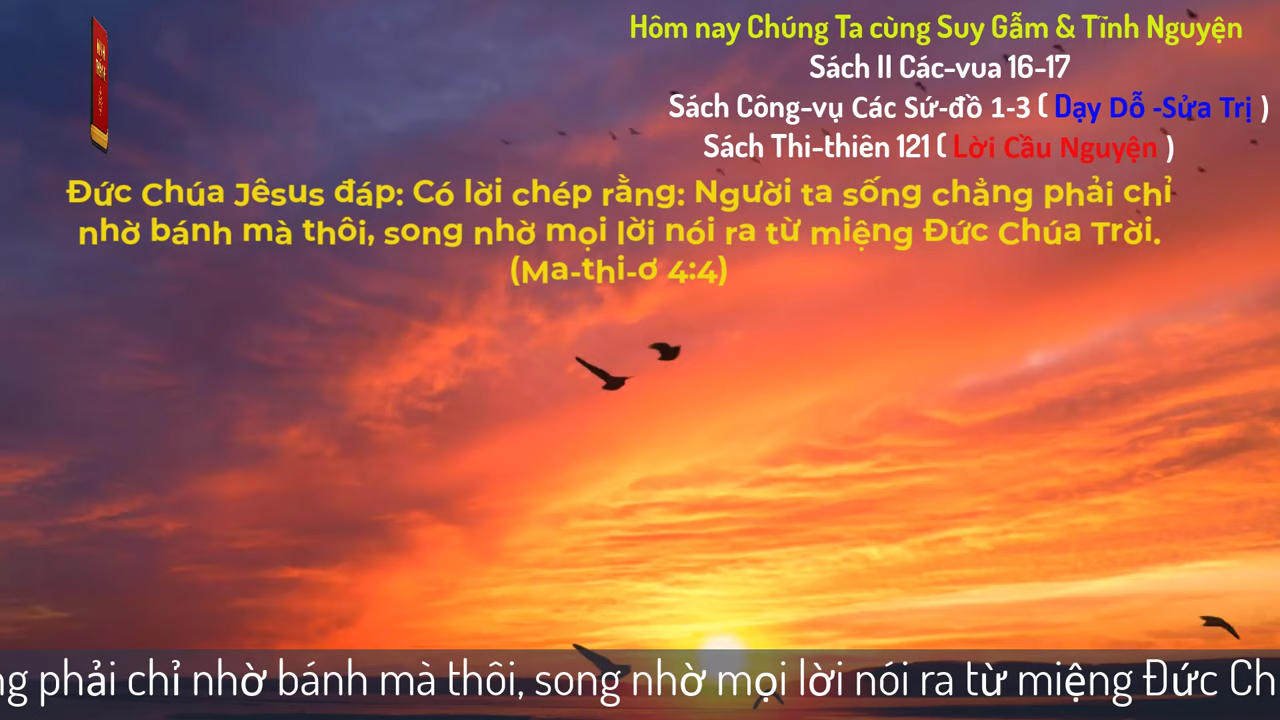 Hôm nay Chúng Ta cùng Suy Gẫm & Tĩnh Nguyện
Sách II Các-vua 16-17
Sách Công-vụ Các Sứ-đồ 1-3 ( Dạy Dỗ -Sửa Trị )
Sách Thi-thiên 121 ( Lời Cầu Nguyện )
Đức Chúa Jêsus đáp: Có lời chép rằng: Người ta sống chẳng phải chỉ
nhờ bánh mà thôi, song nhờ mọi lời nói ra từ miệng Đức Chúa Trời.
(Ma-thi-ơ 4:4)
ng phải chỉ nhờ bánh mà thôi, song nhờ mọi lời nói ra từ miệng Đức Ch